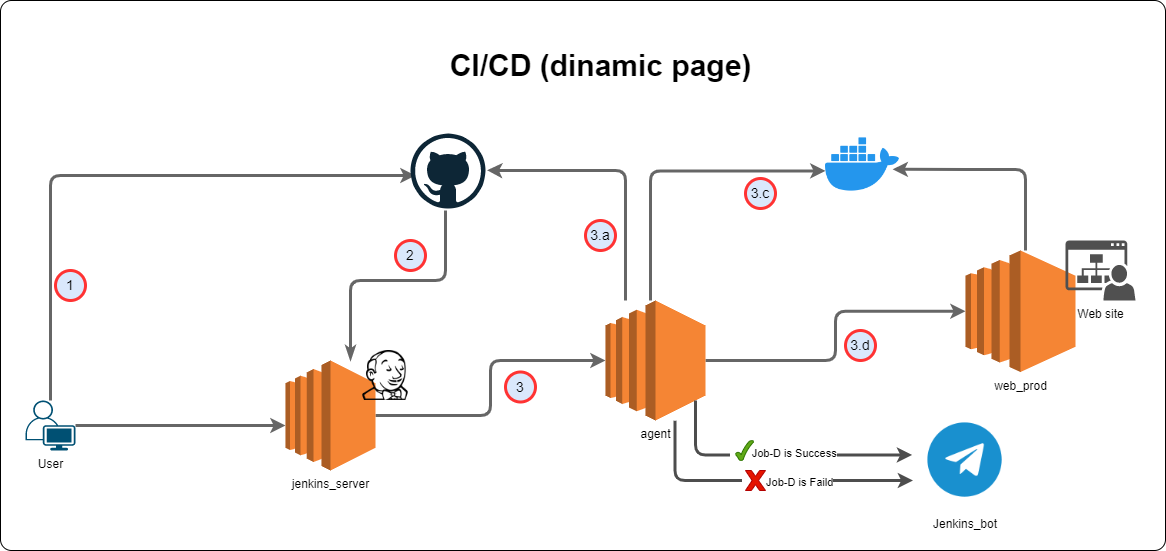 CI/CD (dinamic page)
1
2
3.a
3.c
Web site
3.d
web_prod
3
agent
User
jenkins_server
Job-D is Success
Job-D is Faild
Jenkins_bot